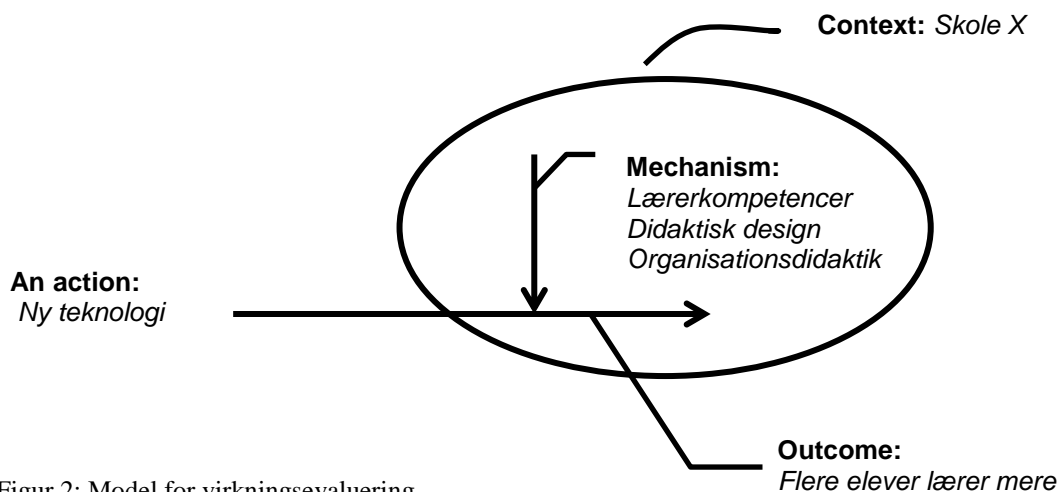 Context: Skole X
Mechanism:
Lærerkompetencer
Didaktisk design
Organisationsdidaktik
An action:
Ny teknologi
Outcome:
Flere elever lærer mere
Figur 2: Model for virkningsevaluering